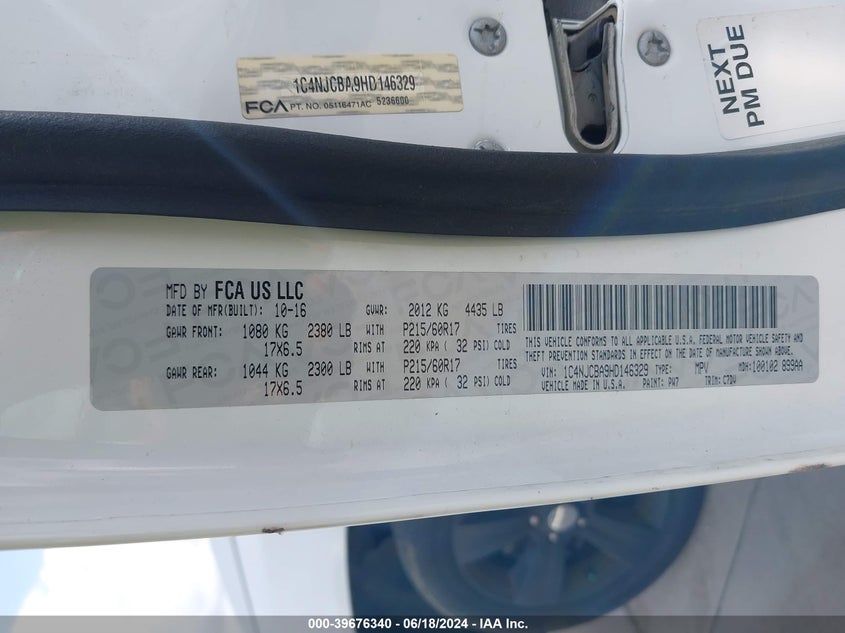 1C4NJCBA9HD146329
FCA PT. NO. 05116471AC 5236600
NEXT
PM DUE
MFD BY FCA US LLC
DATE OF MFR(BUILT): 10-16 GVWR: 2012 KG 4435 LB
GAWR FRONT: 1080 KG 2380 LB WITH P215/60R17 TIRES
17X6.5 RIMS AT 220 KPA ( 32 PSI) COLD
GAWR REAR: 1044 KG 2300 LB WITH P215/60R17 TIRES
17X6.5 RIMS AT 220 KPA ( 32 PSI) COLD
THIS VEHICLE CONFORMS TO ALL APPLICABLE U.S.A. FEDERAL MOTOR VEHICLE SAFETY AND
THEFT PREVENTION STANDARDS IN EFFECT ON THE DATE OF MANUFACTURE SHOWN ABOVE.
VIN: 1C4NJCBA9HD146329 TYPE: MPV MDH:100102 899AA
VEHICLE MADE IN U.S.A. PAINT: PW7 TRIM: C7DV
000-39676340 - 06/18/2024 - IAA Inc.